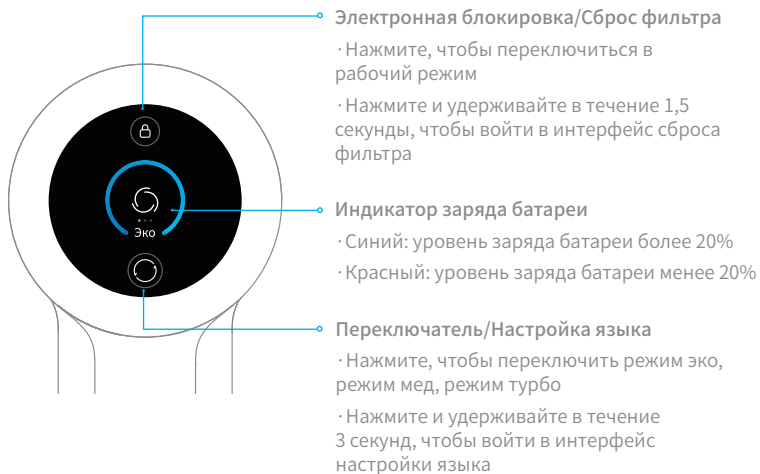 Электронная блокировка/Сброс фильтра
·Нажмите, чтобы переключиться в
рабочий режим
·Нажмите и удерживайте в течение 1,5
секунды, чтобы войти в интерфейс сброса
фильтра
Эко
Индикатор заряда батареи
·Синий: уровень заряда батареи более 20%
·Красный: уровень заряда батареи менее 20%
Переключатель/Настройка языка
·Нажмите, чтобы переключить режим эко,
режим мед, режим турбо
·Нажмите и удерживайте в течение
3 секунд, чтобы войти в интерфейс
настройки языка